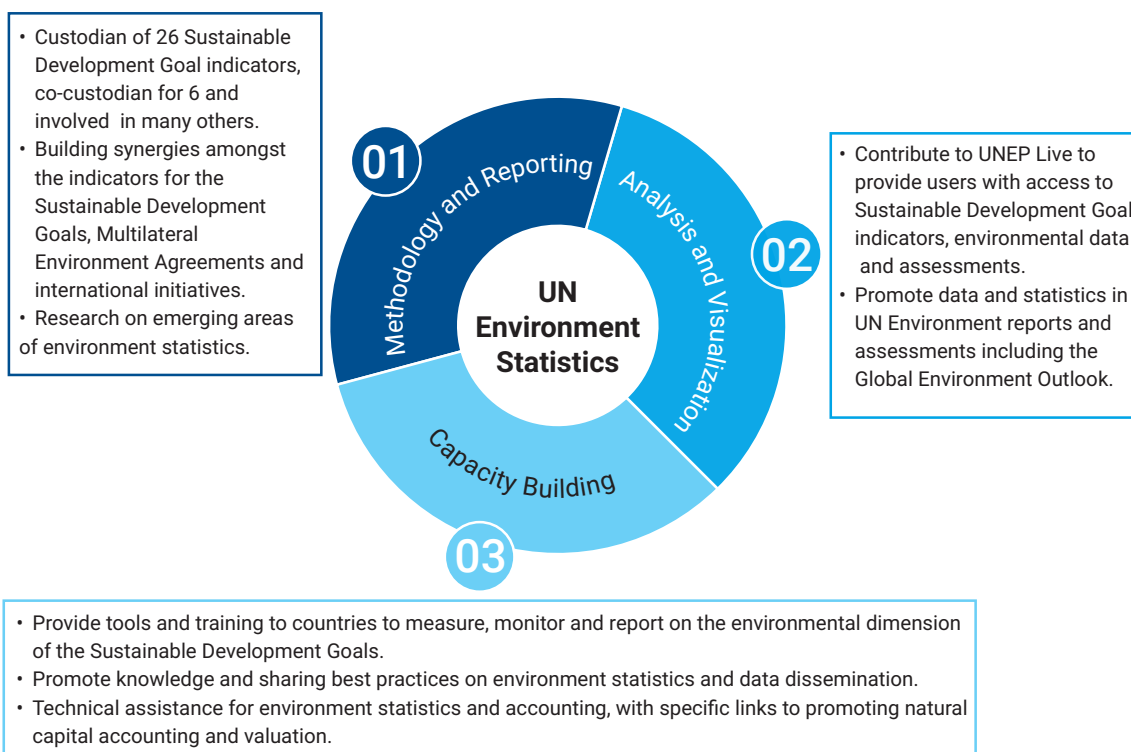 • Custodian of 26 Sustainable
Development Goal indicators,
co-custodian for 6 and
involved in many others.
• Building synergies amongst
the indicators for the
Sustainable Development
Goals, Multilateral
Environment Agreements and
international initiatives.
• Research on emerging areas
of environment statistics.
01
Methodology and Reporting
Analysis and Visualization
02
• Contribute to UNEP Live to
provide users with access to
Sustainable Development Goal
indicators, environmental data
and assessments.
• Promote data and statistics in
UN Environment reports and
assessments including the
Global Environment Outlook.
UN
Environment
Statistics
Capacity Building
03
• Provide tools and training to countries to measure, monitor and report on the environmental dimension
of the Sustainable Development Goals.
• Promote knowledge and sharing best practices on environment statistics and data dissemination.
• Technical assistance for environment statistics and accounting, with specific links to promoting natural
capital accounting and valuation.